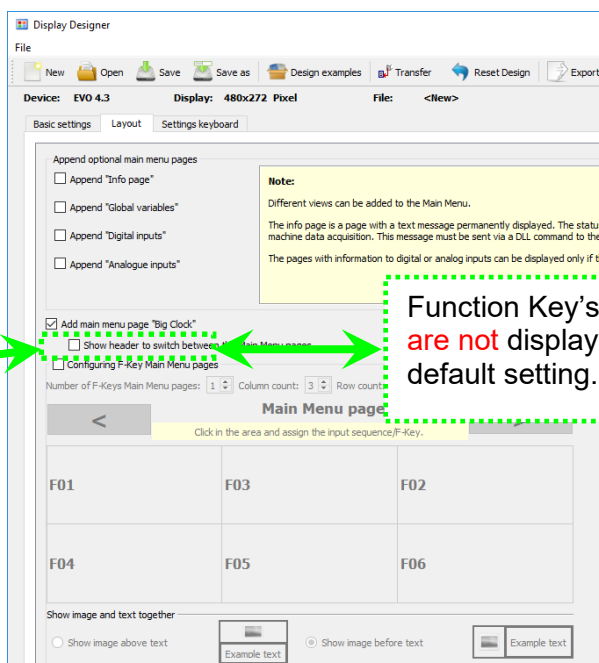 Display Designer
File
New Open Save Save as Design examples Transfer Reset Design Export
Device: EVO 4.3 Display: 480x272 Pixel File: <New>
Basic settings Layout Settings keyboard
Append optional main menu pages
Append "Info page"
Append "Global variables"
Append "Digital inputs"
Append "Analogue inputs"
Note:
Different views can be added to the Main Menu.
The info page is a page with a text message permanently displayed. The statu
machine data acquisition. This message must be sent via a DLL command to the
The pages with information to digital or analog inputs can be displayed only if t
Add main menu page "Big Clock"
Show header to switch between the Main Menu pages
Configuring F-Key Main Menu pages
Function Key's
are not display
default setting.
Number of F-Keys Main Menu pages: 1 Column count: 3 Row count:
< Main Menu page
Click in the area and assign the input sequence/F-Key.
F01 F03 F02
F04 F05 F06
Show image and text together
Show image above text
Example text
Show image before text
Example text